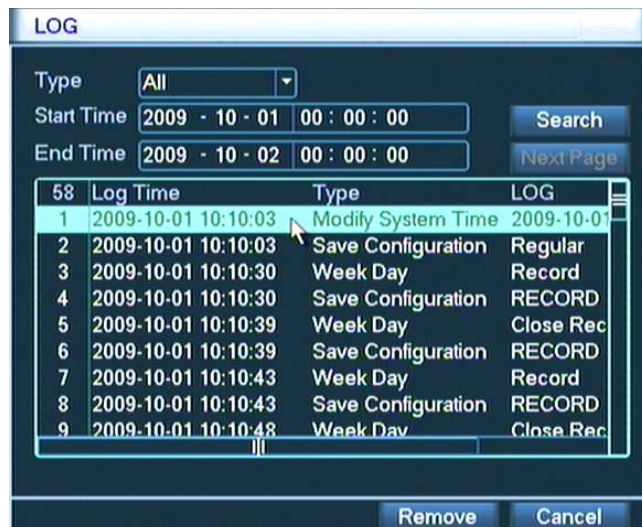 LOG
Type All
Start Time 2009 - 10 - 01 00 : 00 : 00 Search
End Time 2009 - 10 - 02 00 : 00 : 00 Next Page
58 Log Time Type LOG
1 2009-10-01 10:10:03 Modify System Time 2009-10-01
2 2009-10-01 10:10:03 Save Configuration Regular
3 2009-10-01 10:10:30 Week Day Record
4 2009-10-01 10:10:30 Save Configuration RECORD
5 2009-10-01 10:10:39 Week Day Close Rec
6 2009-10-01 10:10:39 Save Configuration RECORD
7 2009-10-01 10:10:43 Week Day Record
8 2009-10-01 10:10:43 Save Configuration RECORD
9 2009-10-01 10:10:48 Week Day Close Rec
Remove Cancel